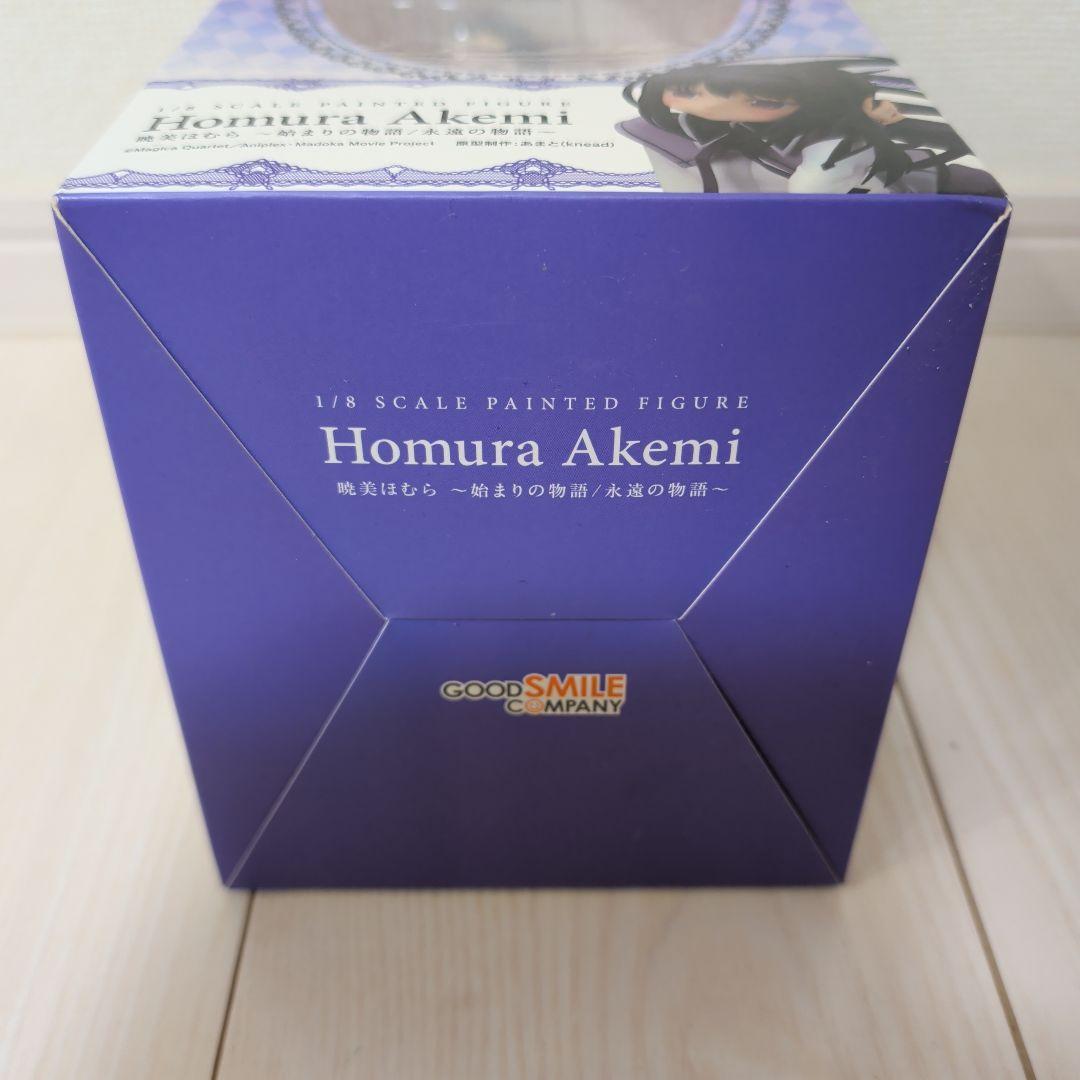 1/8 SCALE PAINTED FIGURE
Homura Akemi
暁美ほむら ～始まりの物語/永遠の物語～
©Magica Quartet/Aniplex・Madoka Movie Project 原型制作:あまと(knead)
1/8 SCALE PAINTED FIGURE
Homura Akemi
暁美ほむら ～始まりの物語/永遠の物語～
GOOD SMILE
COMPANY